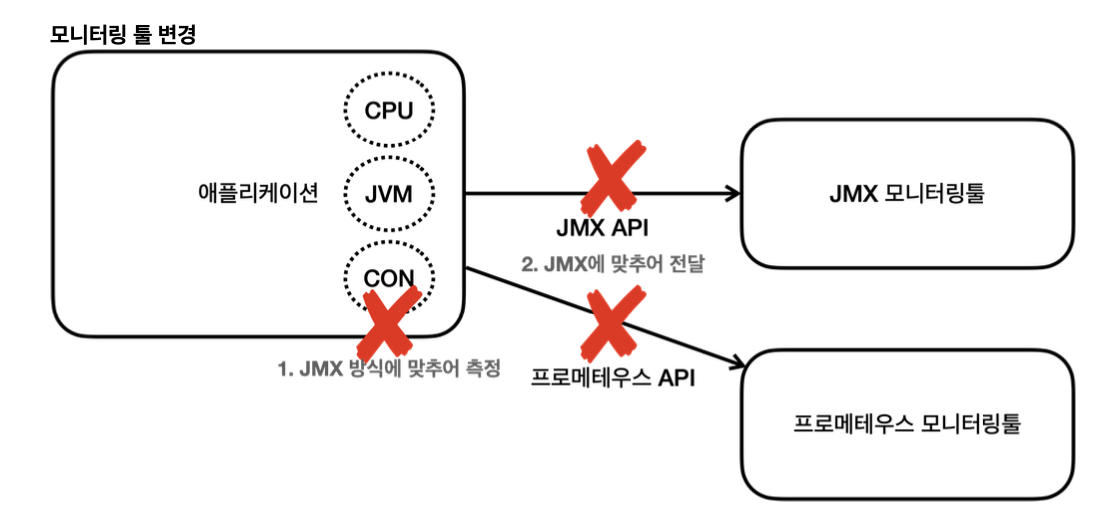 모니터링 툴 변경
CPU
애플리케이션
JVM
CON
1. JMX 방식에 맞추어 측정
JMX API
2. JMX에 맞추어 전달
프로메테우스 API
JMX 모니터링툴
프로메테우스 모니터링툴